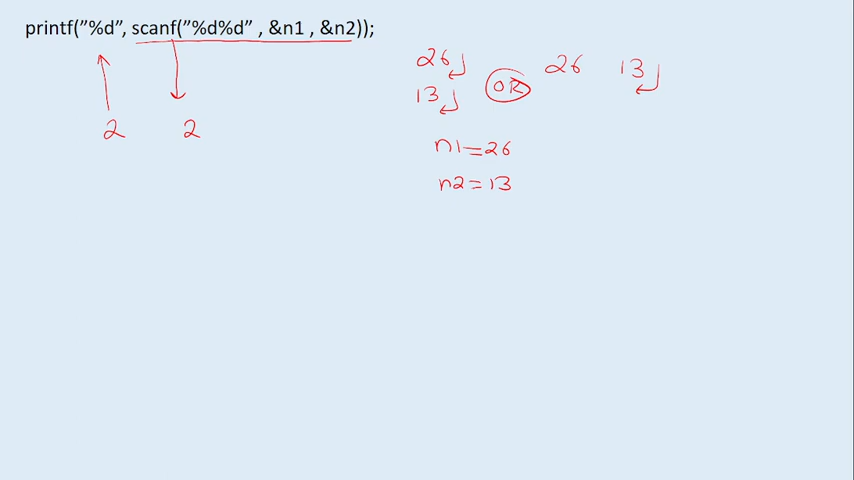 printf("%d", scanf("%d%d" , &n1 , &n2));
26
13
OR
26 13
2 2
n1=26
n2=13